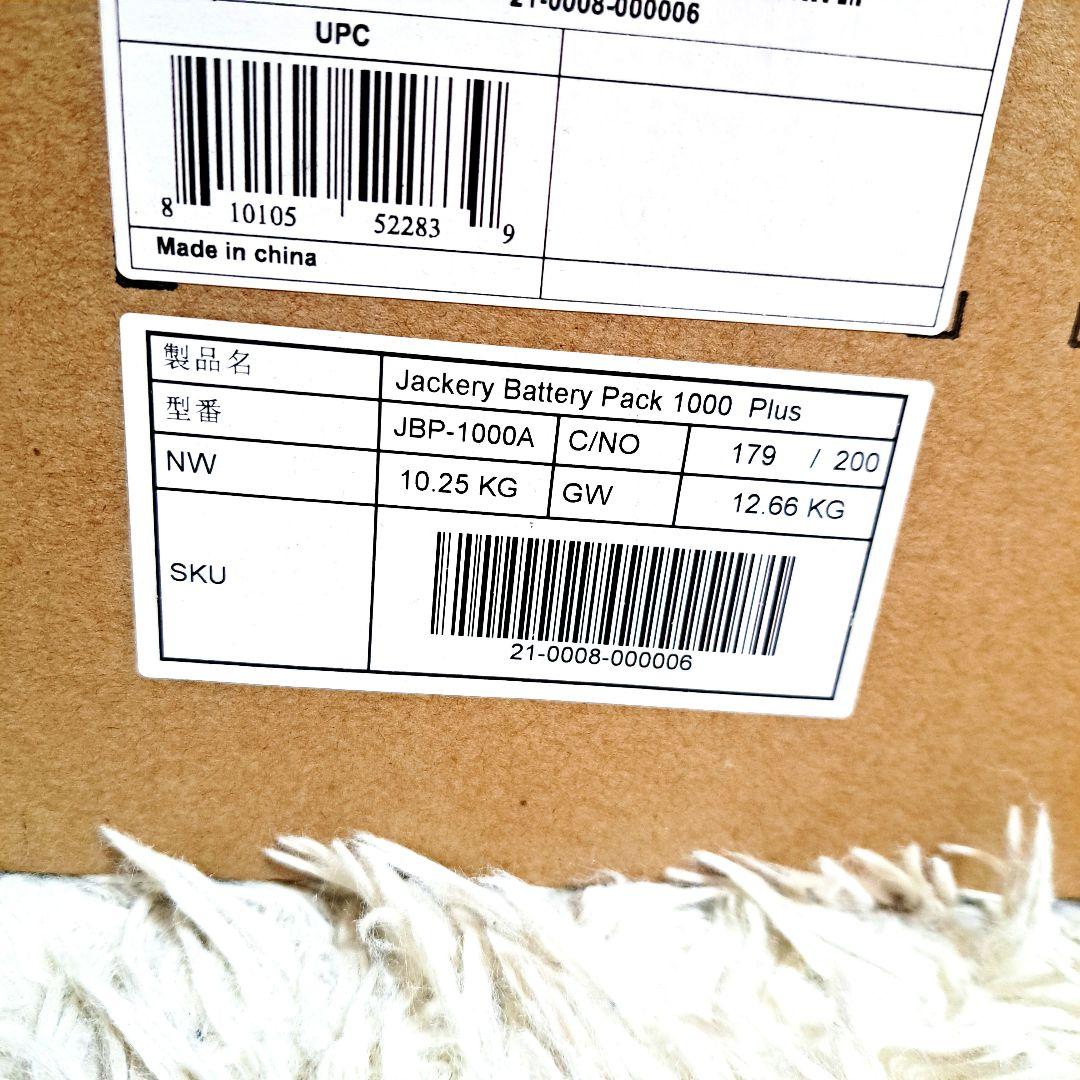 21-0008-000006
UPC
8 10105 52283 9
Made in china
製品名 Jackery Battery Pack 1000 Plus
型番 JBP-1000A C/NO 179 / 200
NW 10.25 KG GW 12.66 KG
SKU
21-0008-000006